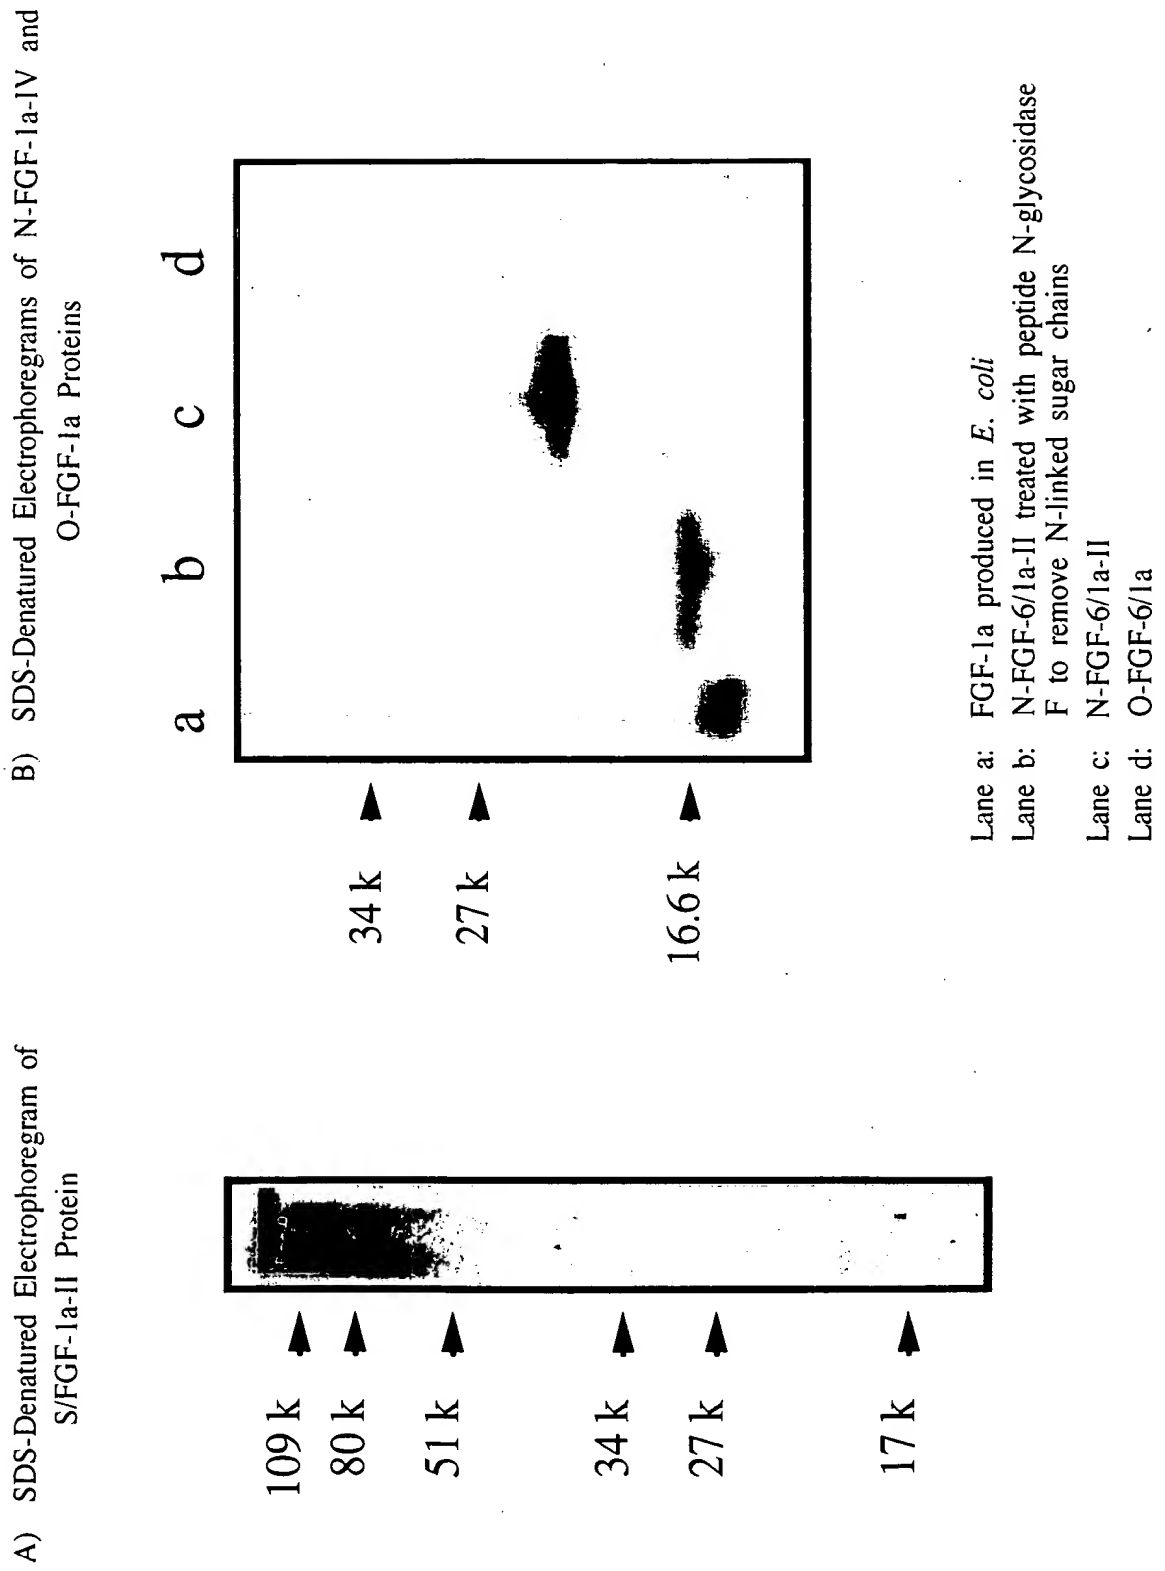 A) SDS-Denatured Electrophoregram of
S/FGF-1a-II Protein
109 k
80 k
51 k
34 k
27 k
17 k
B) SDS-Denatured Electrophoregrams of N-FGF-1a-IV and
O-FGF-1a Proteins
a b c d
34 k
27 k
16.6 k
Lane a: FGF-1a produced in E. coli
Lane b: N-FGF-6/1a-II treated with peptide N-glycosidase
F to remove N-linked sugar chains
Lane c: N-FGF-6/1a-II
Lane d: O-FGF-6/1a